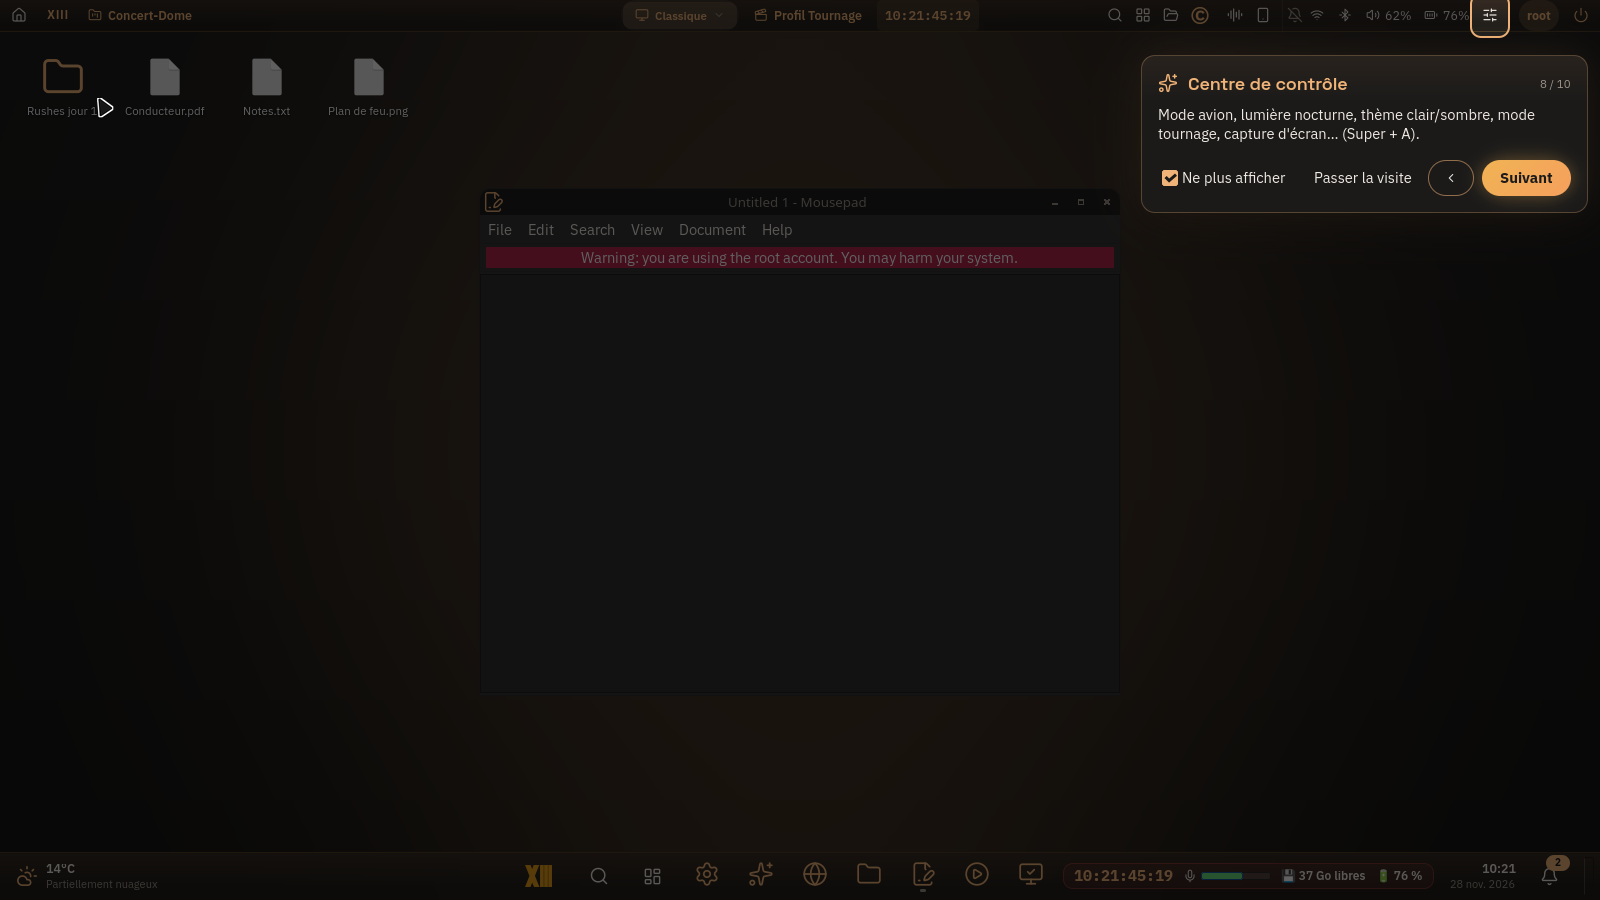 XIII
Concert-Dome
Classique
Profil Tournage
10:21:45:19
62%
76%
root
Rushes jour 1
Conducteur.pdf
Notes.txt
Plan de feu.png
Centre de contrôle
8 / 10
Mode avion, lumière nocturne, thème clair/sombre, mode
tournage, capture d'écran... (Super + A).
Ne plus afficher
Passer la visite
Suivant
Untitled 1 - Mousepad
File Edit Search View Document Help
Warning: you are using the root account. You may harm your system.
14°C
Partiellement nuageux
XIII
10:21:45:19
37 Go libres
76 %
10:21
28 nov. 2026
2